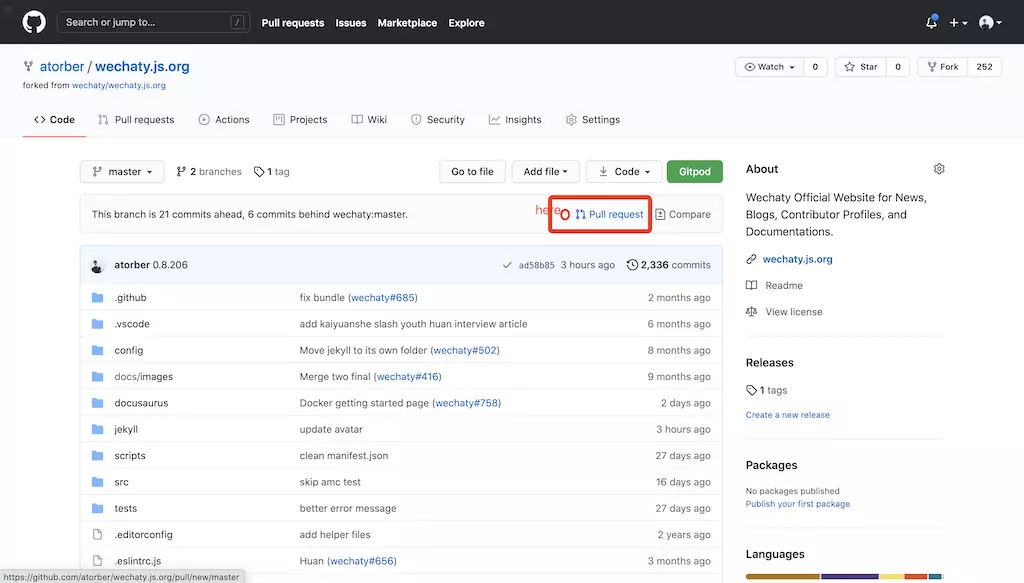 Search or jump to... /
Pull requests Issues Marketplace Explore
atorber / wechaty.js.org
Watch 0 Star 0 Fork 252
forked from wechaty/wechaty.js.org
Code Pull requests Actions Projects Wiki Security Insights Settings
master 2 branches 1 tag Go to file Add file Code Gitpod
This branch is 21 commits ahead, 6 commits behind wechaty:master. here Pull request Compare
atorber 0.8.206 ad58b85 3 hours ago 2,336 commits
.github fix bundle (wechaty#685) 2 months ago
.vscode add kaiyuanshe slash youth huan interview article 6 months ago
config Move jekyll to its own folder (wechaty#502) 8 months ago
docs/images Merge two final (wechaty#416) 9 months ago
docusaurus Docker getting started page (wechaty#758) 2 days ago
jekyll update avatar 3 hours ago
scripts clean manifest.json 27 days ago
src skip amc test 16 days ago
tests better error message 27 days ago
.editorconfig add helper files 2 years ago
.eslintrc.js Huan (wechaty#656) 3 months ago
https://github.com/atorber/wechaty.js.org/pull/new/master
About
Wechaty Official Website for News,
Blogs, Contributor Profiles, and
Documentations.
wechaty.js.org
Readme
View license
Releases
1 tags
Create a new release
Packages
No packages published
Publish your first package
Languages